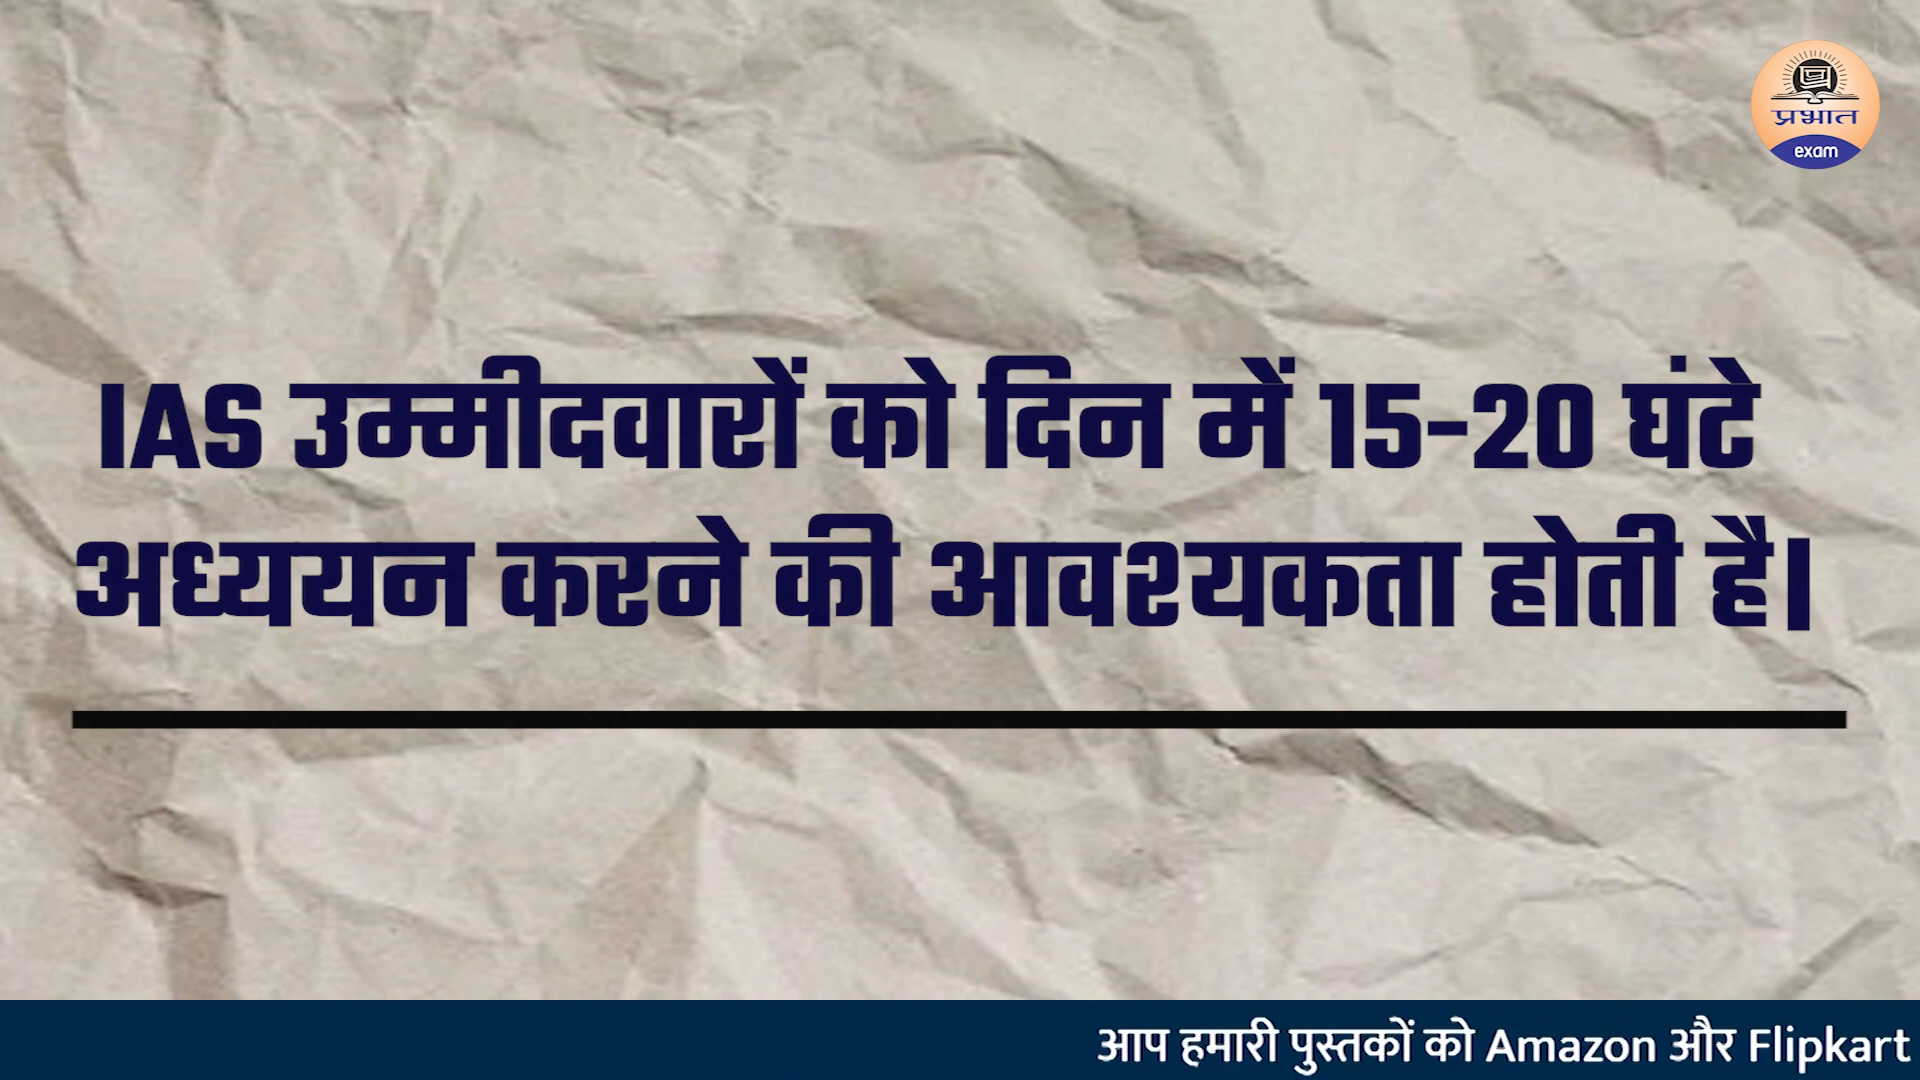 प्रभात
exam
IAS उम्मीदवारों को दिन में 15-20 घंटे
अध्ययन करने की आवश्यकता होती है।
आप हमारी पुस्तकों को Amazon और Flipkart